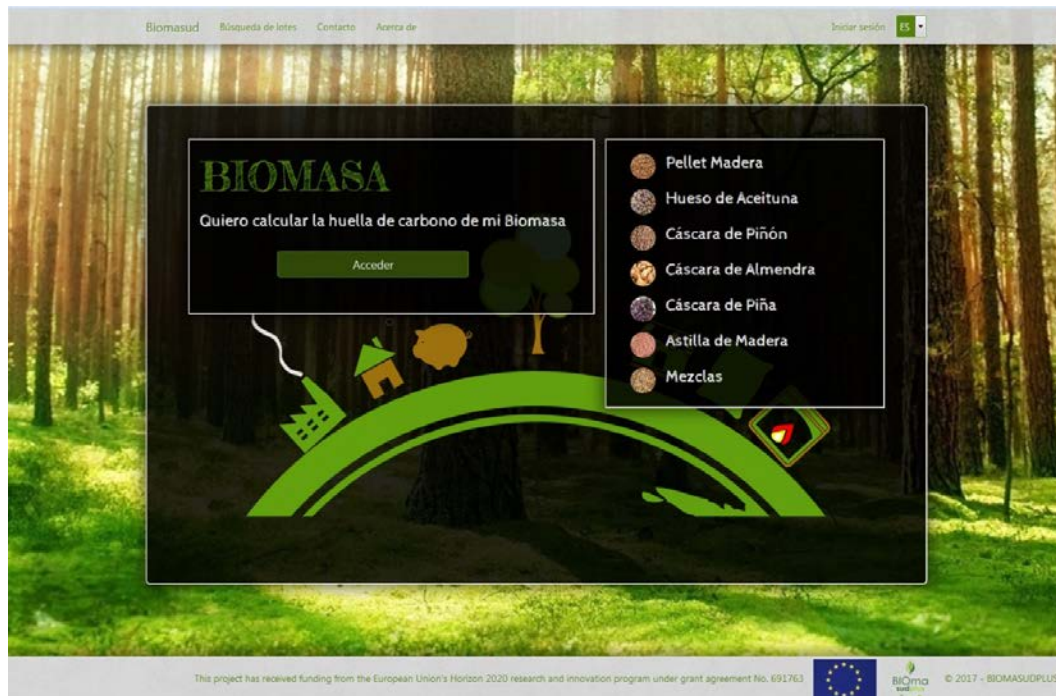 Biomasud Búsqueda de lotes Contacto Acerca de Iniciar sesión ES
BIOMASA
Quiero calcular la huella de carbono de mi Biomasa
Acceder
Pellet Madera
Hueso de Aceituna
Cáscara de Piñón
Cáscara de Almendra
Cáscara de Piña
Astilla de Madera
Mezclas
This project has received funding from the European Union's Horizon 2020 research and innovation program under grant agreement No. 691763
BIOma
sudplus
© 2017 - BIOMASUDPLUS